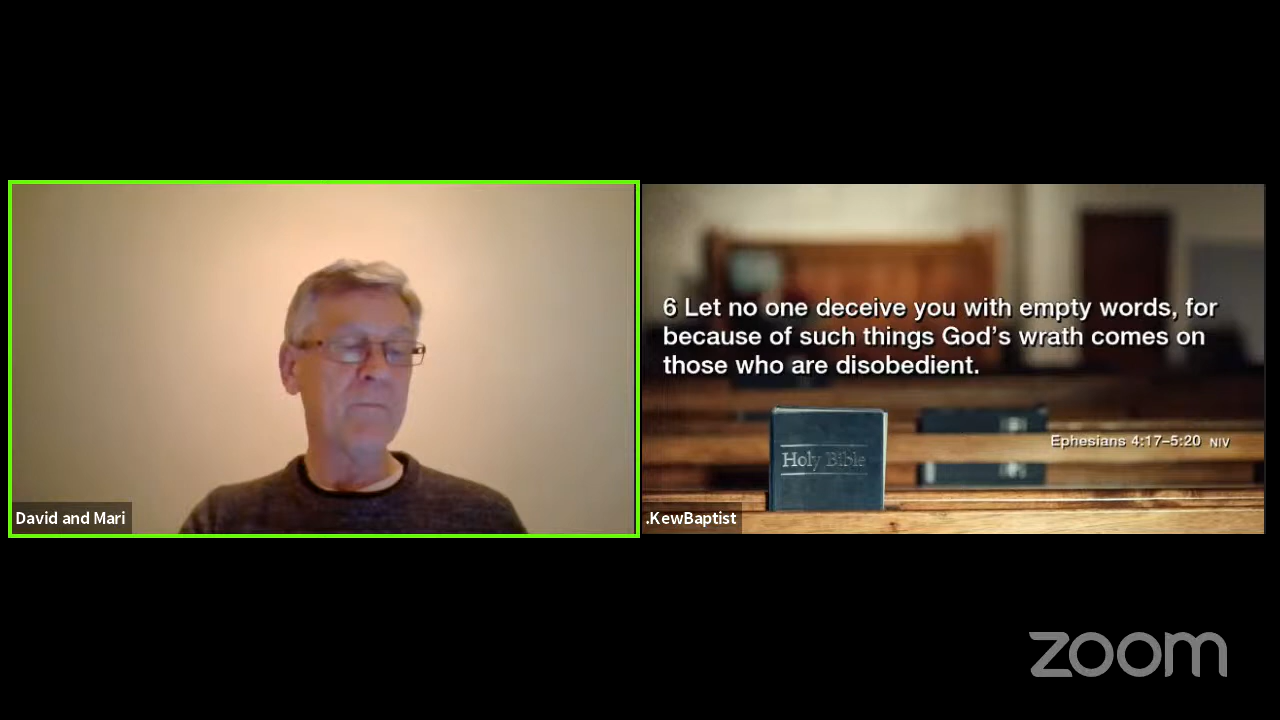 6 Let no one deceive you with empty words, for
because of such things God's wrath comes on
those who are disobedient.
Ephesians 4:17–5:20 NIV
Holy Bible
David and Mari
.KewBaptist
zoom